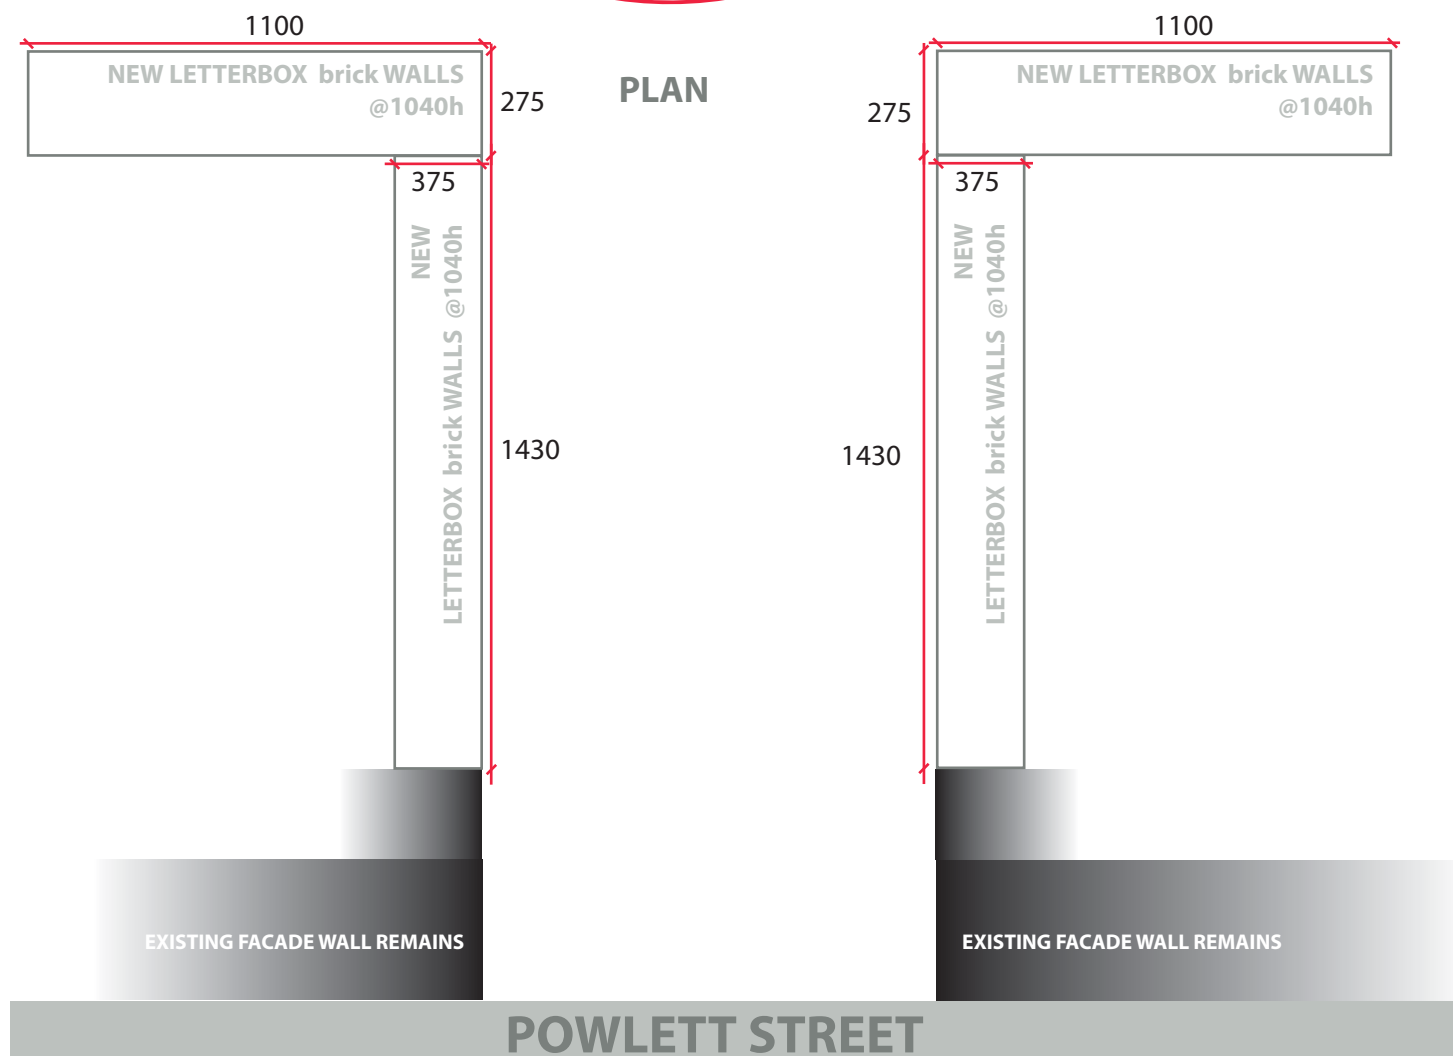 1100
1100
NEW LETTERBOX brick WALLS
@1040h
275
PLAN
275
NEW LETTERBOX brick WALLS
@1040h
375
375
NEW
LETTERBOX brick WALLS @1040h
1430
1430
NEW
LETTERBOX brick WALLS @1040h
EXISTING FACADE WALL REMAINS
EXISTING FACADE WALL REMAINS
POWLETT STREET